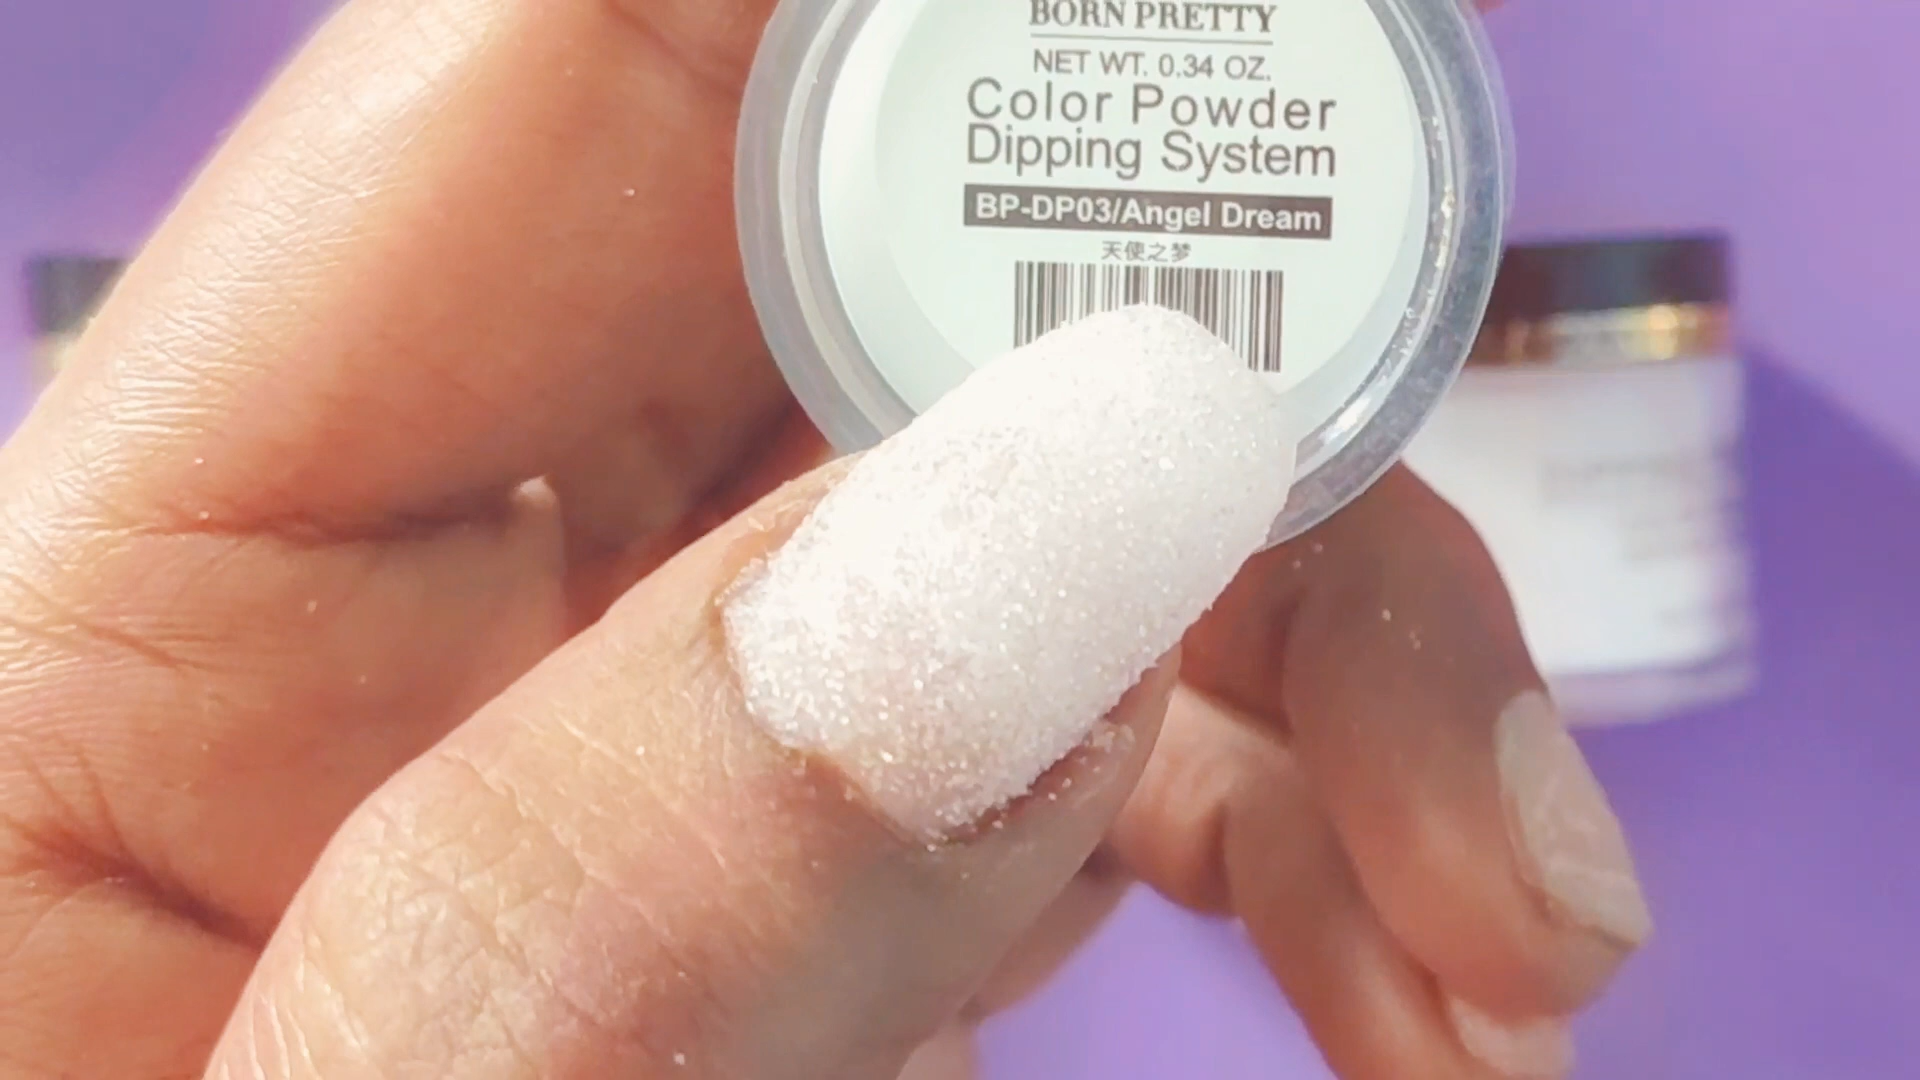 BORN PRETTY
NET WT. 0.34 OZ.
Color Powder
Dipping System
BP-DP03/Angel Dream
天使之梦